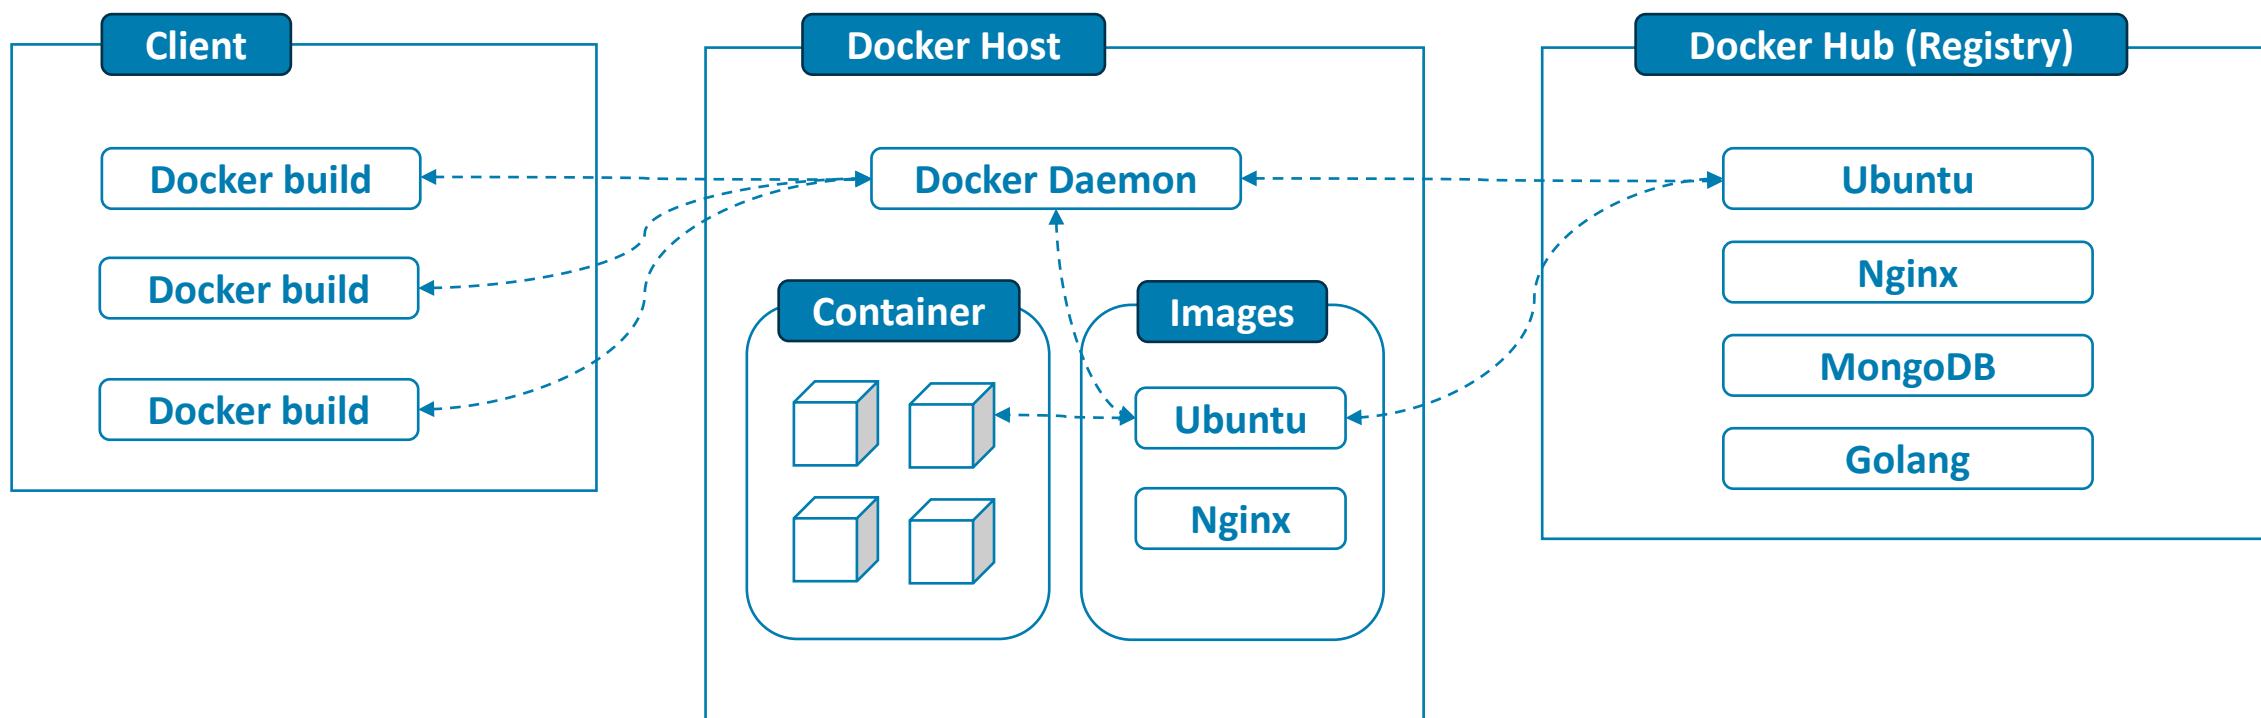 Client
Docker build
Docker build
Docker build
Docker Host
Docker Daemon
Container
Images
Ubuntu
Nginx
Docker Hub (Registry)
Ubuntu
Nginx
MongoDB
Golang